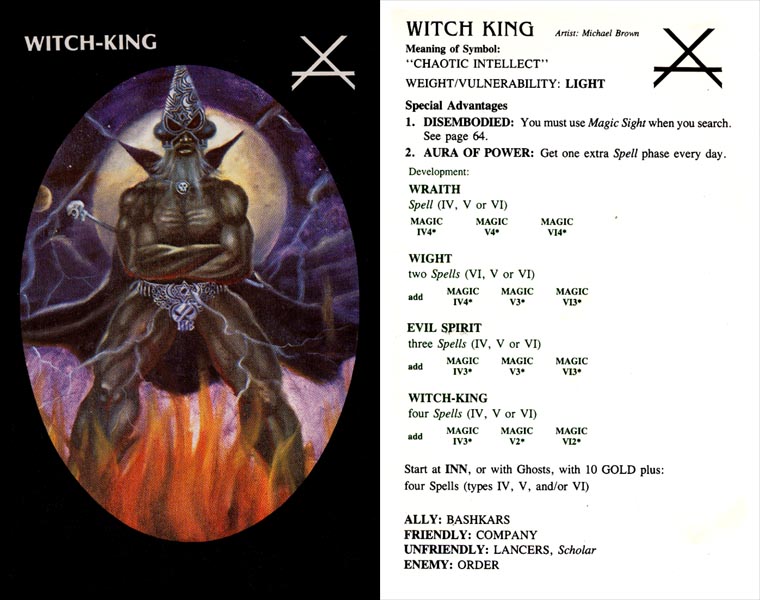 WITCH-KING
WITCH KING Artist: Michael Brown
Meaning of Symbol:
"CHAOTIC INTELLECT"
WEIGHT/VULNERABILITY: LIGHT
Special Advantages
1. DISEMBODIED: You must use Magic Sight when you search.
See page 64.
2. AURA OF POWER: Get one extra Spell phase every day.
Development:
WRAITH
Spell (IV, V or VI)
MAGIC MAGIC MAGIC
IV4* V4* VI4*
WIGHT
two Spells (VI, V or VI)
add MAGIC MAGIC MAGIC
IV4* V3* VI3*
EVIL SPIRIT
three Spells (IV, V or VI)
add MAGIC MAGIC MAGIC
IV3* V3* VI3*
WITCH-KING
four Spells (IV, V or VI)
add MAGIC MAGIC MAGIC
IV3* V2* VI2*
Start at INN, or with Ghosts, with 10 GOLD plus:
four Spells (types IV, V, and/or VI)
ALLY: BASHKARS
FRIENDLY: COMPANY
UNFRIENDLY: LANCERS, Scholar
ENEMY: ORDER